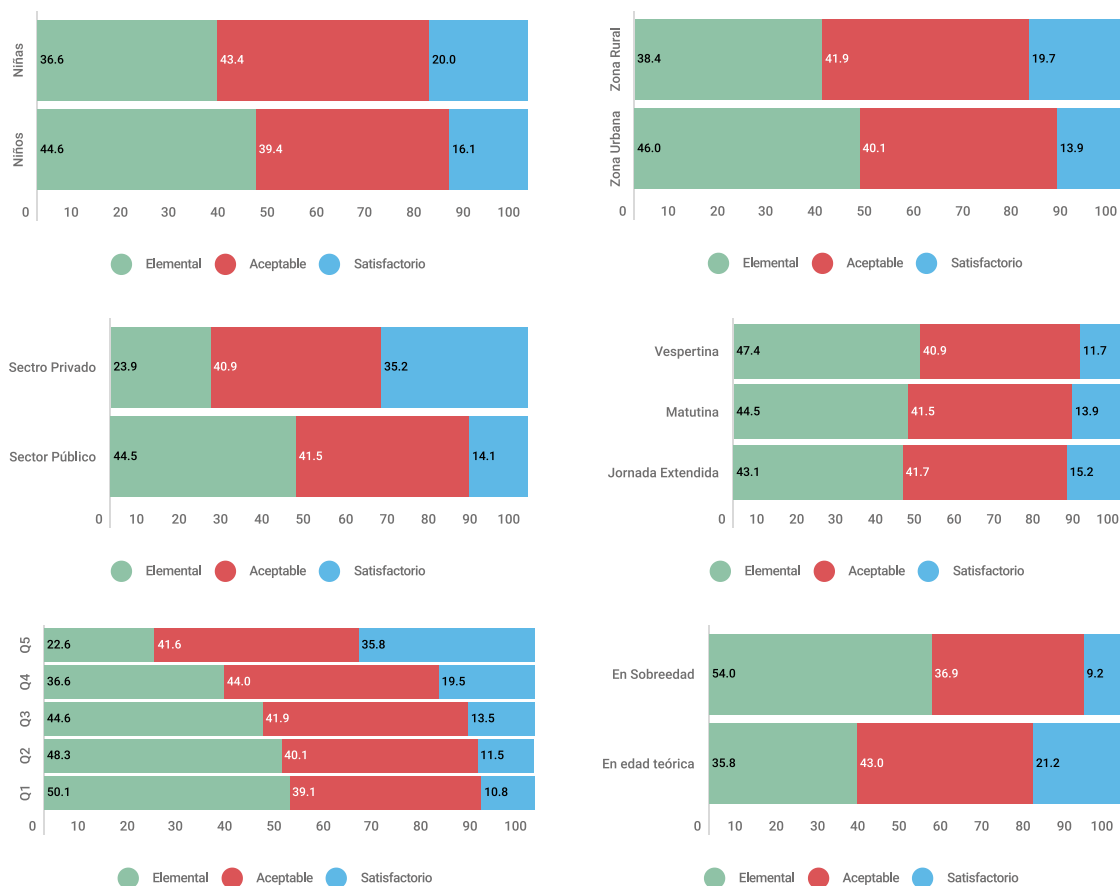 Niñas
36.6 43.4 20.0
Niños
44.6 39.4 16.1
0 10 20 30 40 50 60 70 80 90 100
Elemental Aceptable Satisfactorio
Zona Rural
38.4 41.9 19.7
Zona Urbana
46.0 40.1 13.9
0 10 20 30 40 50 60 70 80 90 100
Elemental Aceptable Satisfactorio
Sectro Privado 23.9 40.9 35.2
Sector Público 44.5 41.5 14.1
0 10 20 30 40 50 60 70 80 90 100
Elemental Aceptable Satisfactorio
Vespertina 47.4 40.9 11.7
Matutina 44.5 41.5 13.9
Jornada Extendida 43.1 41.7 15.2
0 10 20 30 40 50 60 70 80 90 100
Elemental Aceptable Satisfactorio
Q5 22.6 41.6 35.8
Q4 36.6 44.0 19.5
Q3 44.6 41.9 13.5
Q2 48.3 40.1 11.5
Q1 50.1 39.1 10.8
0 10 20 30 40 50 60 70 80 90 100
Elemental Aceptable Satisfactorio
En Sobreedad 54.0 36.9 9.2
En edad teórica 35.8 43.0 21.2
0 10 20 30 40 50 60 70 80 90 100
Elemental Aceptable Satisfactorio